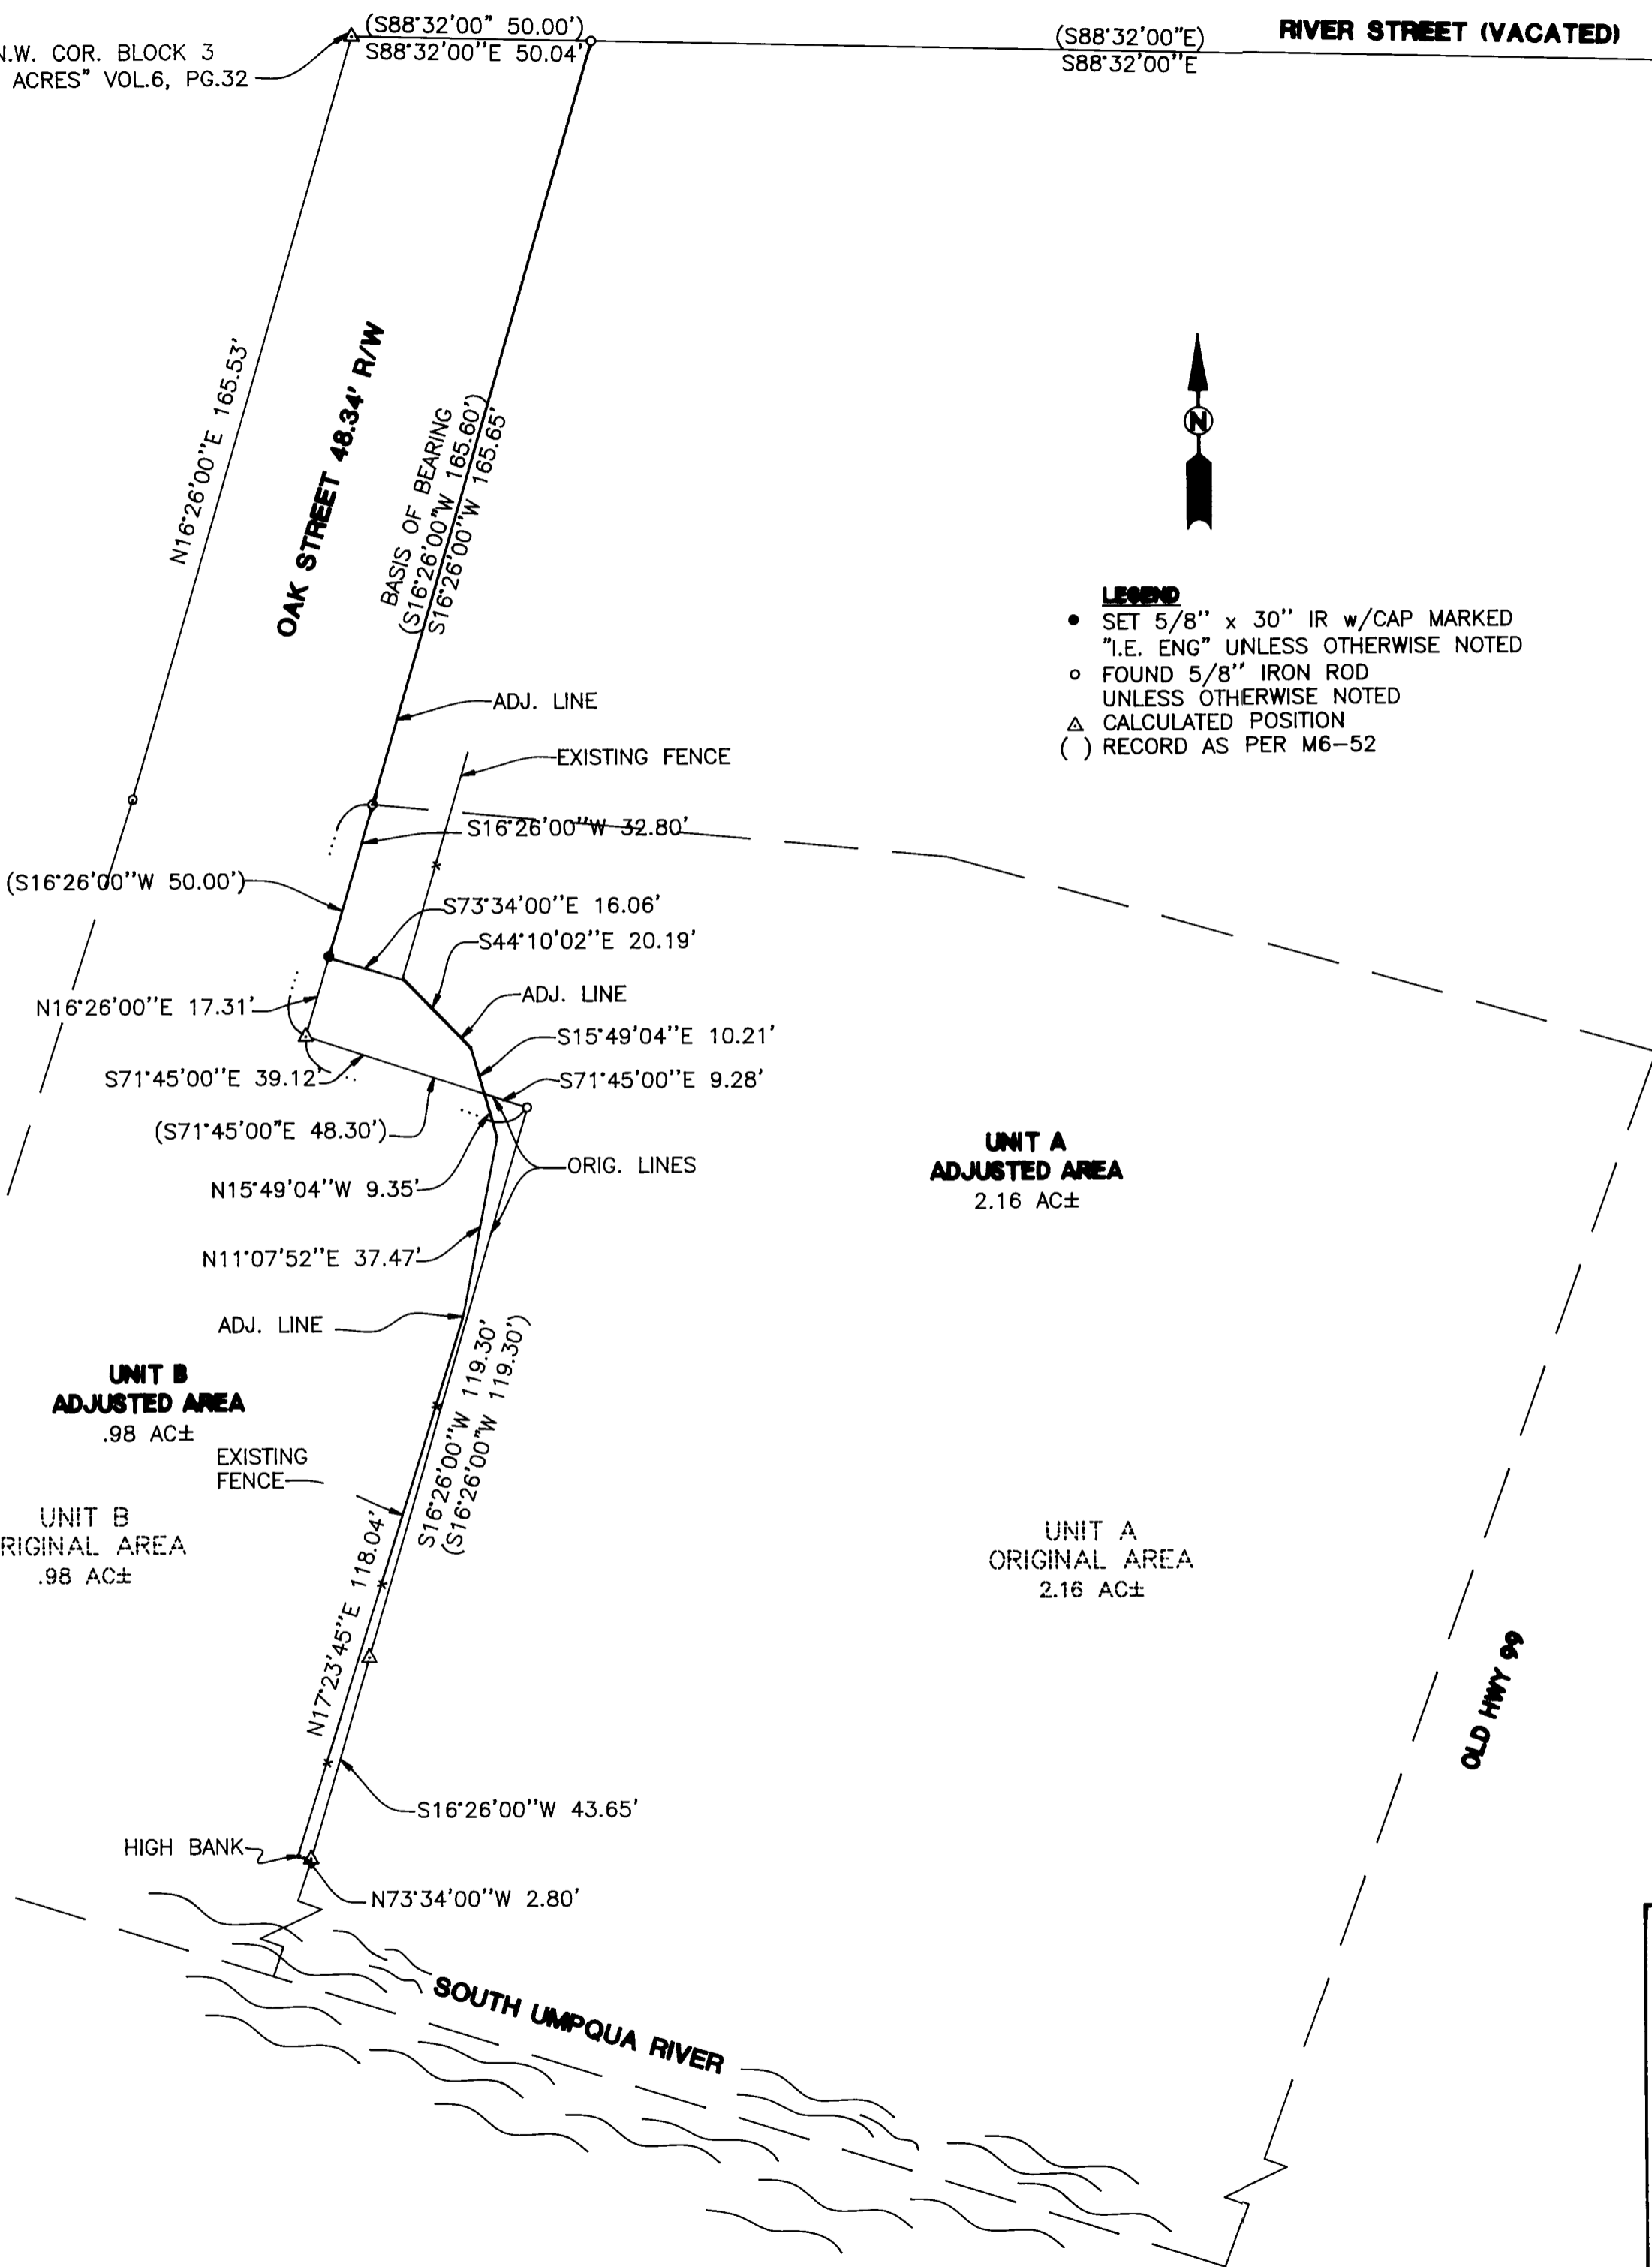 (S88°32'00" 50.00')
S88°32'00"E 50.04'
N.W. COR. BLOCK 3
ACRES" VOL.6, PG.32
(S88°32'00"E)
S88°32'00"E
RIVER STREET (VACATED)
N16°26'00"E 165.53'
OAK STREET 48.34' R/W
BASIS OF BEARING
(S16°26'00"W 165.60')
S16°26'00"W 165.65'
N
LEGEND
● SET 5/8" x 30" IR w/CAP MARKED
"I.E. ENG" UNLESS OTHERWISE NOTED
○ FOUND 5/8" IRON ROD
UNLESS OTHERWISE NOTED
△ CALCULATED POSITION
( ) RECORD AS PER M6-52
ADJ. LINE
EXISTING FENCE
S16°26'00"W 32.80'
(S16°26'00"W 50.00')
S73°34'00"E 16.06'
S44°10'02"E 20.19'
ADJ. LINE
N16°26'00"E 17.31'
S15°49'04"E 10.21'
S71°45'00"E 39.12'
S71°45'00"E 9.28'
(S71°45'00"E 48.30')
ORIG. LINES
N15°49'04"W 9.35'
UNIT A
ADJUSTED AREA
2.16 AC±
N11°07'52"E 37.47'
ADJ. LINE
S16°26'00"W 119.30'
(S16°26'00"W 119.30')
UNIT B
ADJUSTED AREA
.98 AC±
EXISTING
FENCE
UNIT B
RIGINAL AREA
.98 AC±
UNIT A
ORIGINAL AREA
2.16 AC±
N17°23'45"E 118.04'
OLD HWY 99
S16°26'00"W 43.65'
HIGH BANK
N73°34'00"W 2.80'
SOUTH UMPQUA RIVER